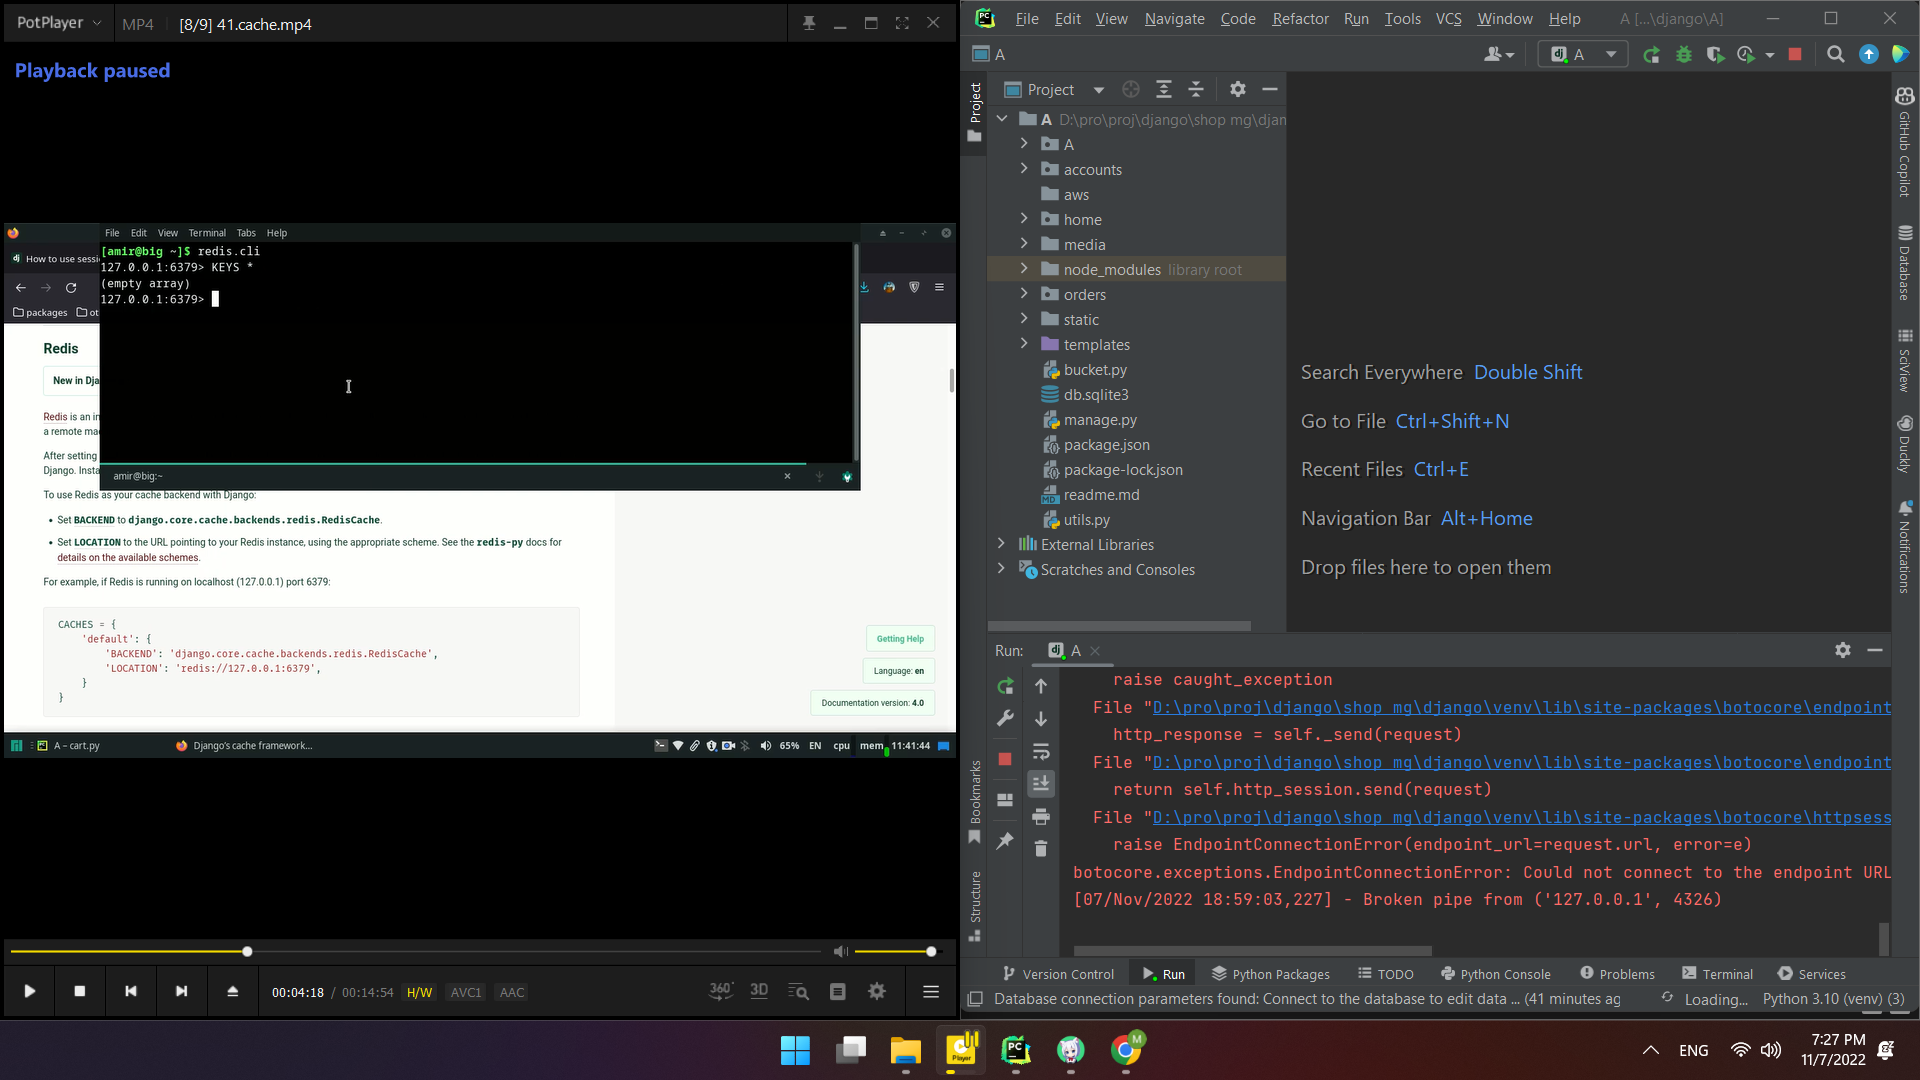 PotPlayer
MP4
[8/9] 41.cache.mp4
Playback paused
File Edit View Terminal Tabs Help
[amir@big ~]$ redis.cli
127.0.0.1:6379> KEYS *
(empty array)
127.0.0.1:6379>
How to use sessi
packages
Redis
New in Dja
Redis is an in
a remote ma
After setting
Django. Insta
amir@big:~
To use Redis as your cache backend with Django:
• Set BACKEND to django.core.cache.backends.redis.RedisCache.
• Set LOCATION to the URL pointing to your Redis instance, using the appropriate scheme. See the redis-py docs for
details on the available schemes.
For example, if Redis is running on localhost (127.0.0.1) port 6379:
CACHES = {
'default': {
'BACKEND': 'django.core.cache.backends.redis.RedisCache',
'LOCATION': 'redis://127.0.0.1:6379',
}
}
Getting Help
Language: en
Documentation version: 4.0
A – cart.py
Django's cache framework...
65% EN cpu mem 11:41:44
00:04:18 / 00:14:54 H/W AVC1 AAC
360°
3D
File Edit View Navigate Code Refactor Run Tools VCS Window Help
A [...\django\A]
A
dj A
Project
Project
A D:\pro\proj\django\shop mg\djan
A
accounts
aws
home
media
node_modules library root
orders
static
templates
bucket.py
db.sqlite3
manage.py
package.json
package-lock.json
readme.md
utils.py
External Libraries
Scratches and Consoles
Search Everywhere Double Shift
Go to File Ctrl+Shift+N
Recent Files Ctrl+E
Navigation Bar Alt+Home
Drop files here to open them
GitHub Copilot
Database
SciView
Duckly
Notifications
Run:
A
raise caught_exception
File "D:\pro\proj\django\shop mg\django\venv\lib\site-packages\botocore\endpoint
http_response = self._send(request)
File "D:\pro\proj\django\shop mg\django\venv\lib\site-packages\botocore\endpoint
return self.http_session.send(request)
File "D:\pro\proj\django\shop mg\django\venv\lib\site-packages\botocore\httpsess
raise EndpointConnectionError(endpoint_url=request.url, error=e)
botocore.exceptions.EndpointConnectionError: Could not connect to the endpoint URL
[07/Nov/2022 18:59:03,227] - Broken pipe from ('127.0.0.1', 4326)
Bookmarks
Structure
Version Control Run Python Packages TODO Python Console Problems Terminal Services
Database connection parameters found: Connect to the database to edit data ... (41 minutes ag
Loading...
Python 3.10 (venv) (3)
ENG
7:27 PM
11/7/2022